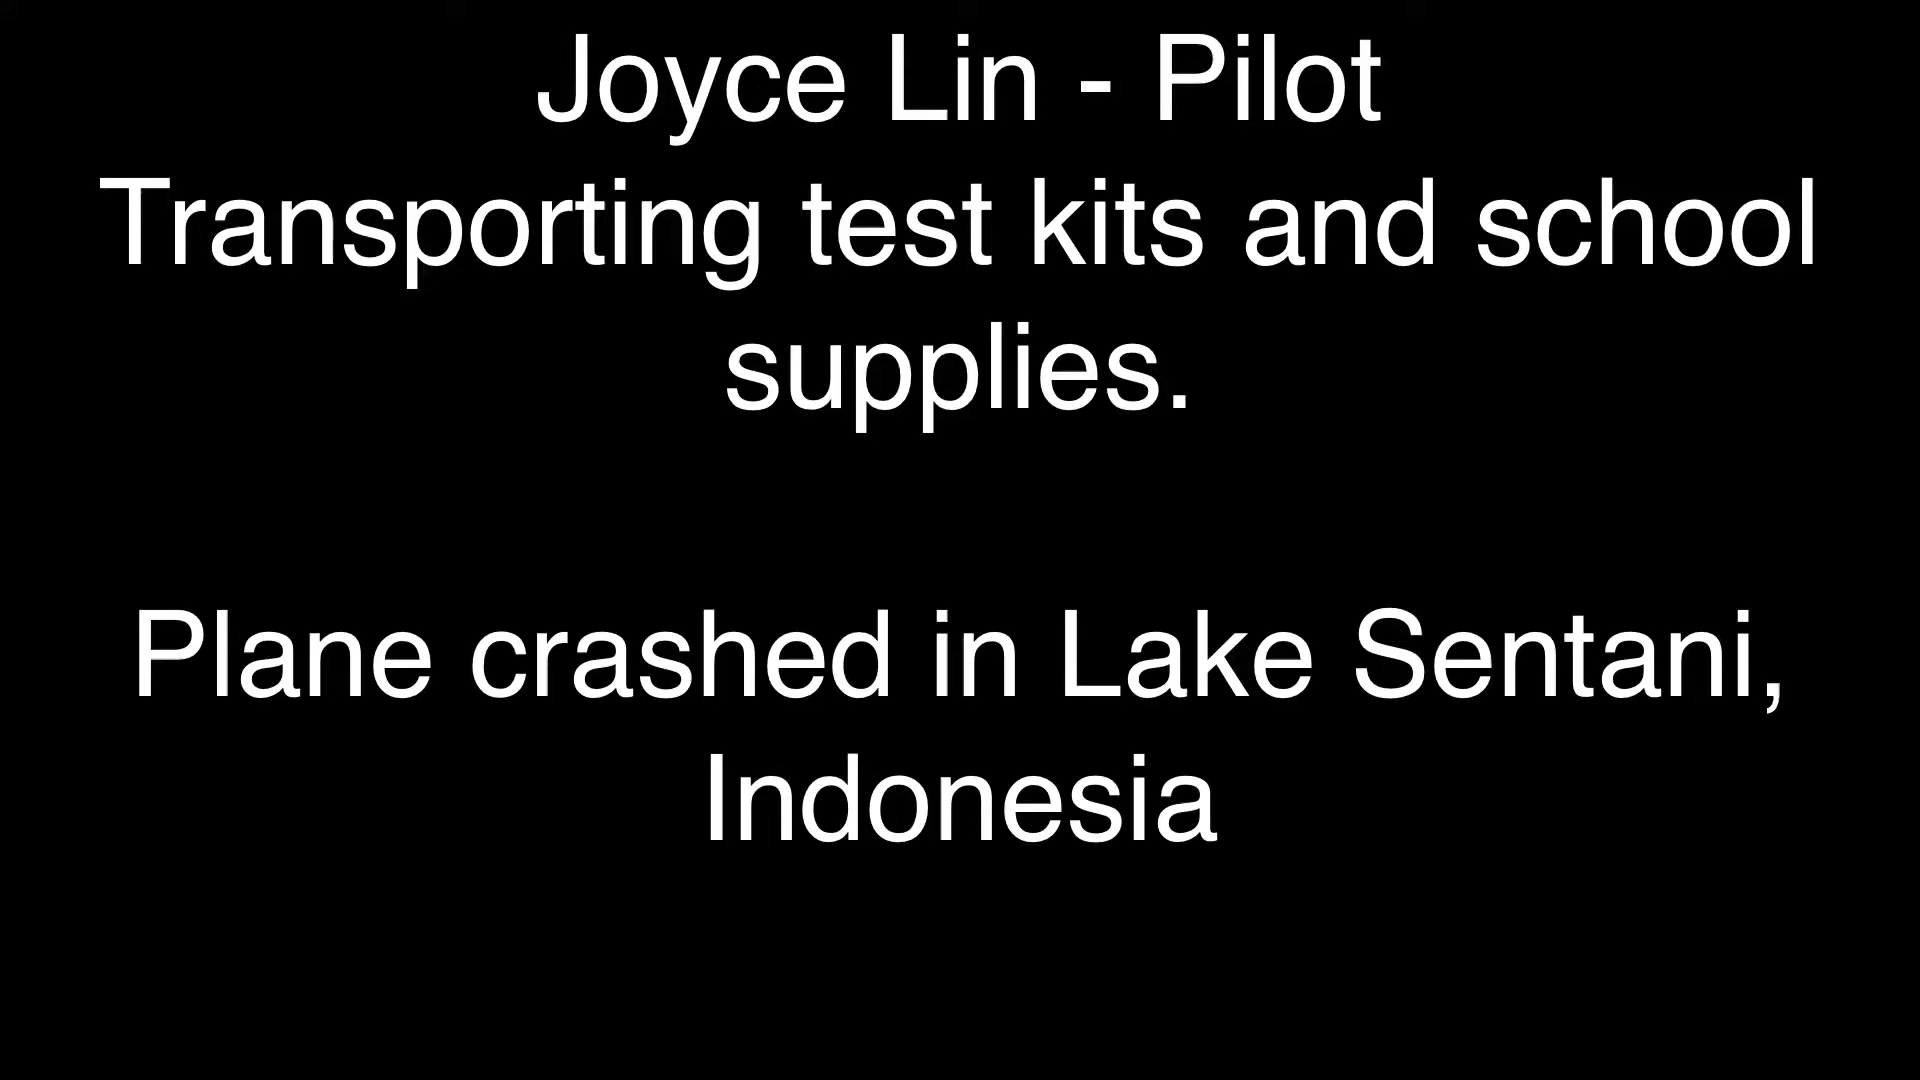 Joyce Lin - Pilot
Transporting test kits and school
supplies.
Plane crashed in Lake Sentani,
Indonesia